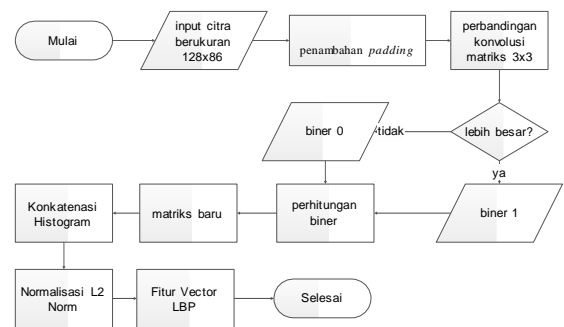 Mulai
input citra
berukuran
128x86
penambahan padding
perbandingan
konvolusi
matriks 3x3
lebih besar?
tidak
biner 0
ya
biner 1
perhitungan
biner
matriks baru
Konkatenasi
Histogram
Normalisasi L2
Norm
Fitur Vector
LBP
Selesai